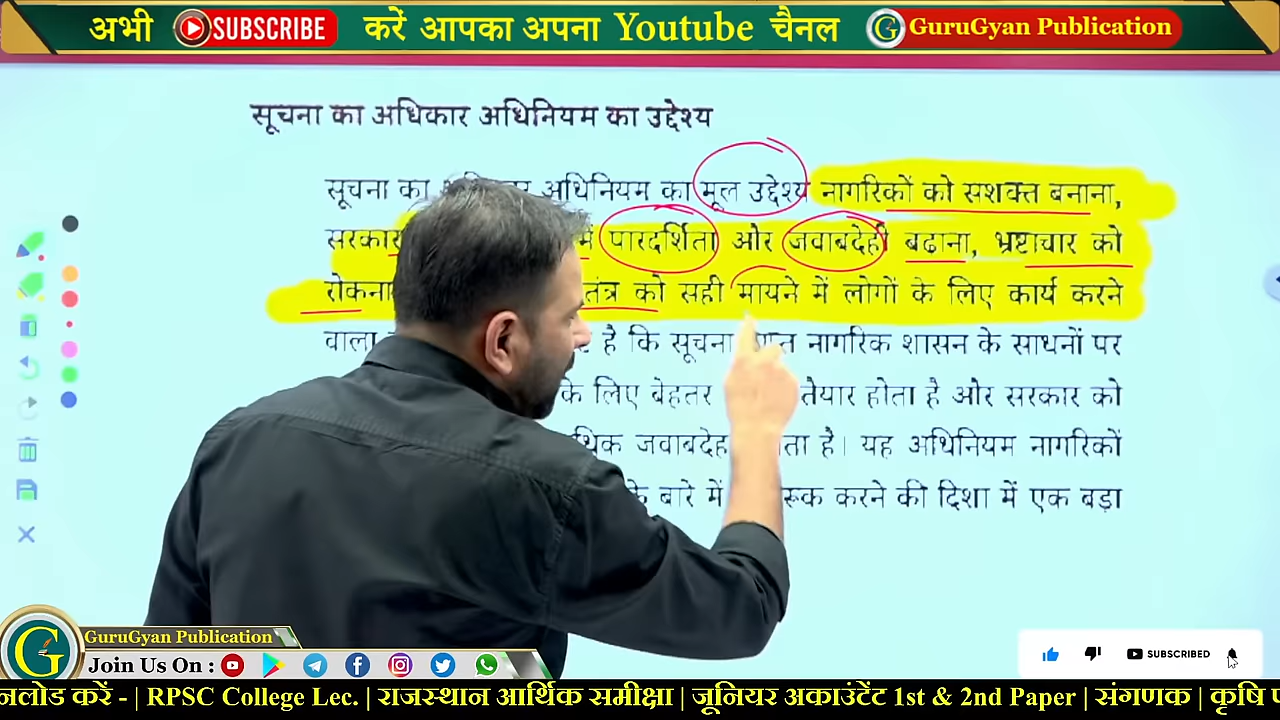 अभी SUBSCRIBE करें आपका अपना Youtube चैनल GuruGyan Publication
सूचना का अधिकार अधिनियम का उद्देश्य
सूचना का अधिनियम का मूल उद्देश्य नागरिकों को सशक्त बनाना,
सरकार में पारदर्शिता और जवाबदेही बढाना, भ्रष्टाचार को
रोकना तंत्र को सही मायने में लोगों के लिए कार्य करने
वाला है कि सूचना नागरिक शासन के साधनों पर
के लिए बेहतर तैयार होता है और सरकार को
जवाबदेह है। यह अधिनियम नागरिकों
के बारे में करने की दिशा में एक बड़ा
G
GuruGyan Publication
Join Us On :
SUBSCRIBED
करें - | RPSC College Lec. | राजस्थान आर्थिक समीक्षा | जूनियर अकाउंटेंट 1st & 2nd Paper | संगणक | कृषि